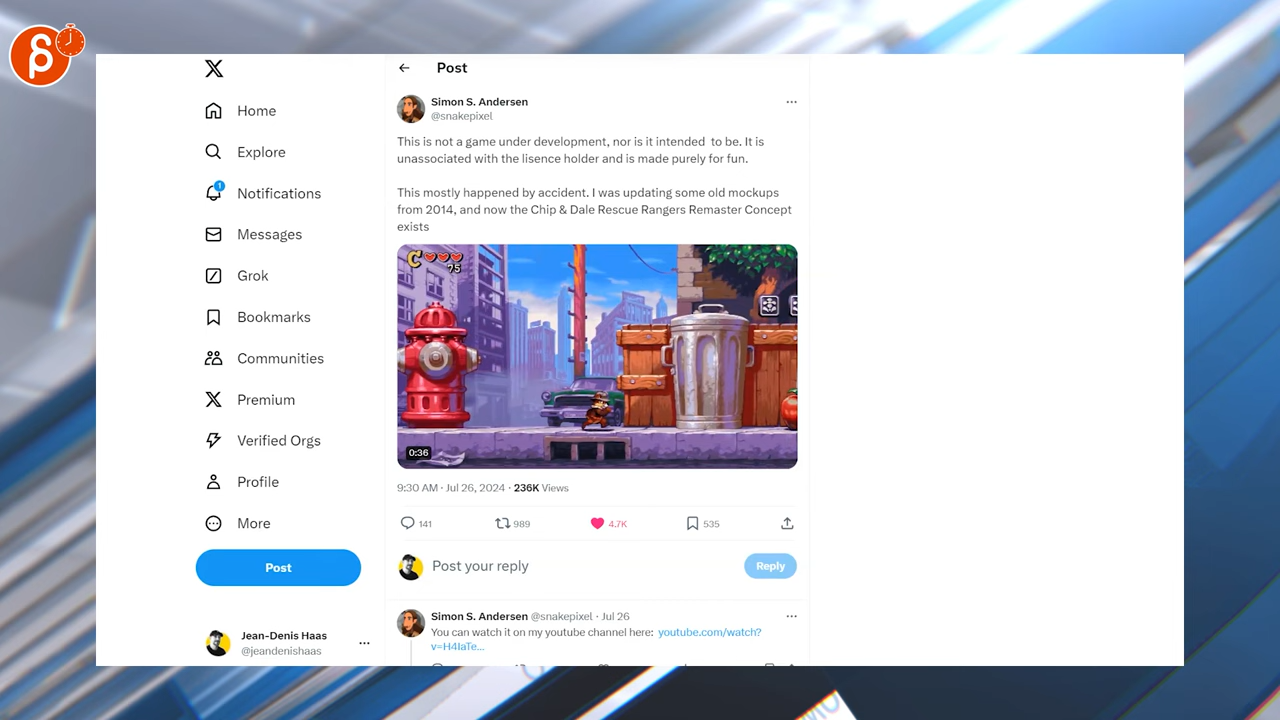 Home
Explore
1
Notifications
Messages
Grok
Bookmarks
Communities
Premium
Verified Orgs
Profile
More
Post
Jean-Denis Haas
@jeandenishaas
Post
Simon S. Andersen
@snakepixel
This is not a game under development, nor is it intended to be. It is
unassociated with the lisence holder and is made purely for fun.
This mostly happened by accident. I was updating some old mockups
from 2014, and now the Chip & Dale Rescue Rangers Remaster Concept
exists
C
75
0:36
9:30 AM · Jul 26, 2024 · 236K Views
141 989 4.7K 535
Post your reply
Reply
Simon S. Andersen @snakepixel · Jul 26
You can watch it on my youtube channel here: youtube.com/watch?
v=H4IaTe...